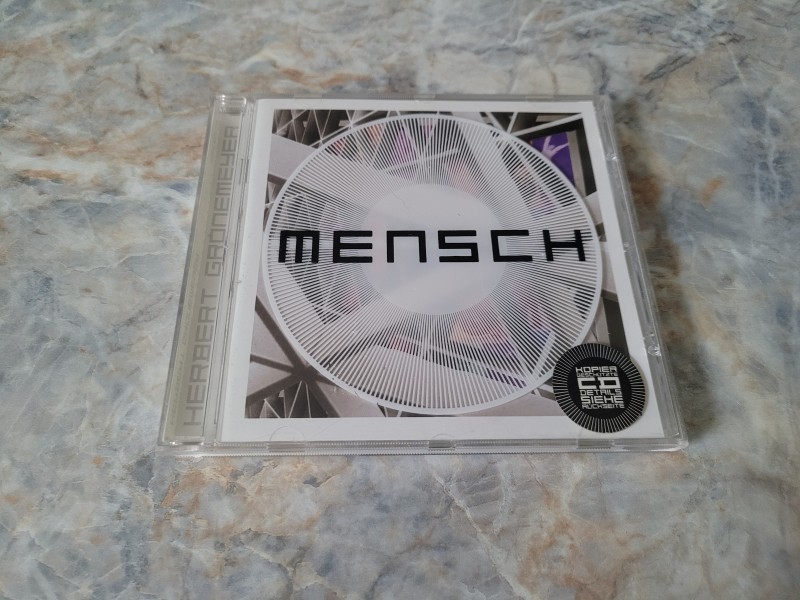 HERBERT GRÖNEMEYER
MENSCH
KOPIER
GESCHÜTZTE
CD
DETAILS
SIEHE
RÜCKSEITE